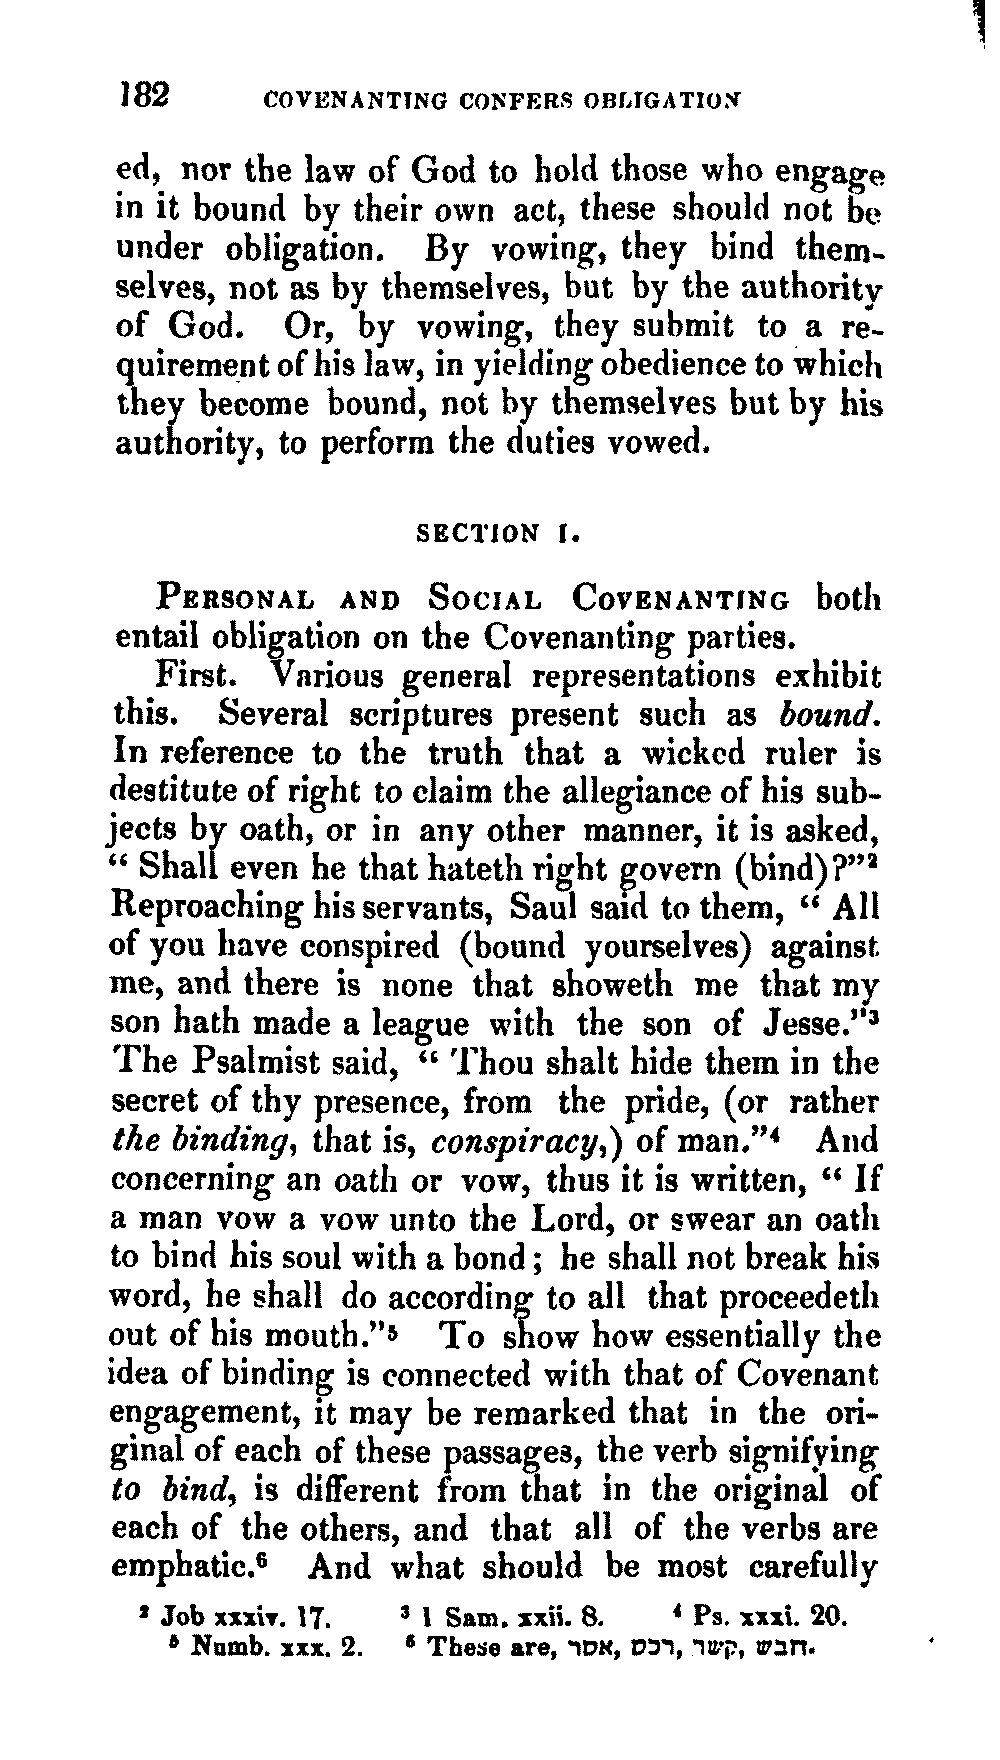 182 COVENANTING CONFERS OBLIGATION
ed, nor the law of God to hold those who engage
in it bound by their own act, these should not be
under obligation. By vowing, they bind them-
selves, not as by themselves, but by the authority
of God. Or, by vowing, they submit to a re-
quirement of his law, in yielding obedience to which
they become bound, not by themselves but by his
authority, to perform the duties vowed.
SECTION I.
PERSONAL AND SOCIAL COVENANTING both
entail obligation on the Covenanting parties.
First. Various general representations exhibit
this. Several scriptures present such as bound.
In reference to the truth that a wicked ruler is
destitute of right to claim the allegiance of his sub-
jects by oath, or in any other manner, it is asked,
“ Shall even he that hateth right govern (bind)?”²
Reproaching his servants, Saul said to them, “ All
of you have conspired (bound yourselves) against
me, and there is none that showeth me that my
son hath made a league with the son of Jesse.”³
The Psalmist said, “ Thou shalt hide them in the
secret of thy presence, from the pride, (or rather
the binding, that is, conspiracy,) of man.”⁴ And
concerning an oath or vow, thus it is written, “ If
a man vow a vow unto the Lord, or swear an oath
to bind his soul with a bond ; he shall not break his
word, he shall do according to all that proceedeth
out of his mouth.”⁵ To show how essentially the
idea of binding is connected with that of Covenant
engagement, it may be remarked that in the ori-
ginal of each of these passages, the verb signifying
to bind, is different from that in the original of
each of the others, and that all of the verbs are
emphatic.⁶ And what should be most carefully
² Job xxxiv. 17. ³ 1 Sam. xxii. 8. ⁴ Ps. xxxi. 20.
⁵ Numb. xxx. 2. ⁶ These are, אסר, רכס, קשר, חבש.